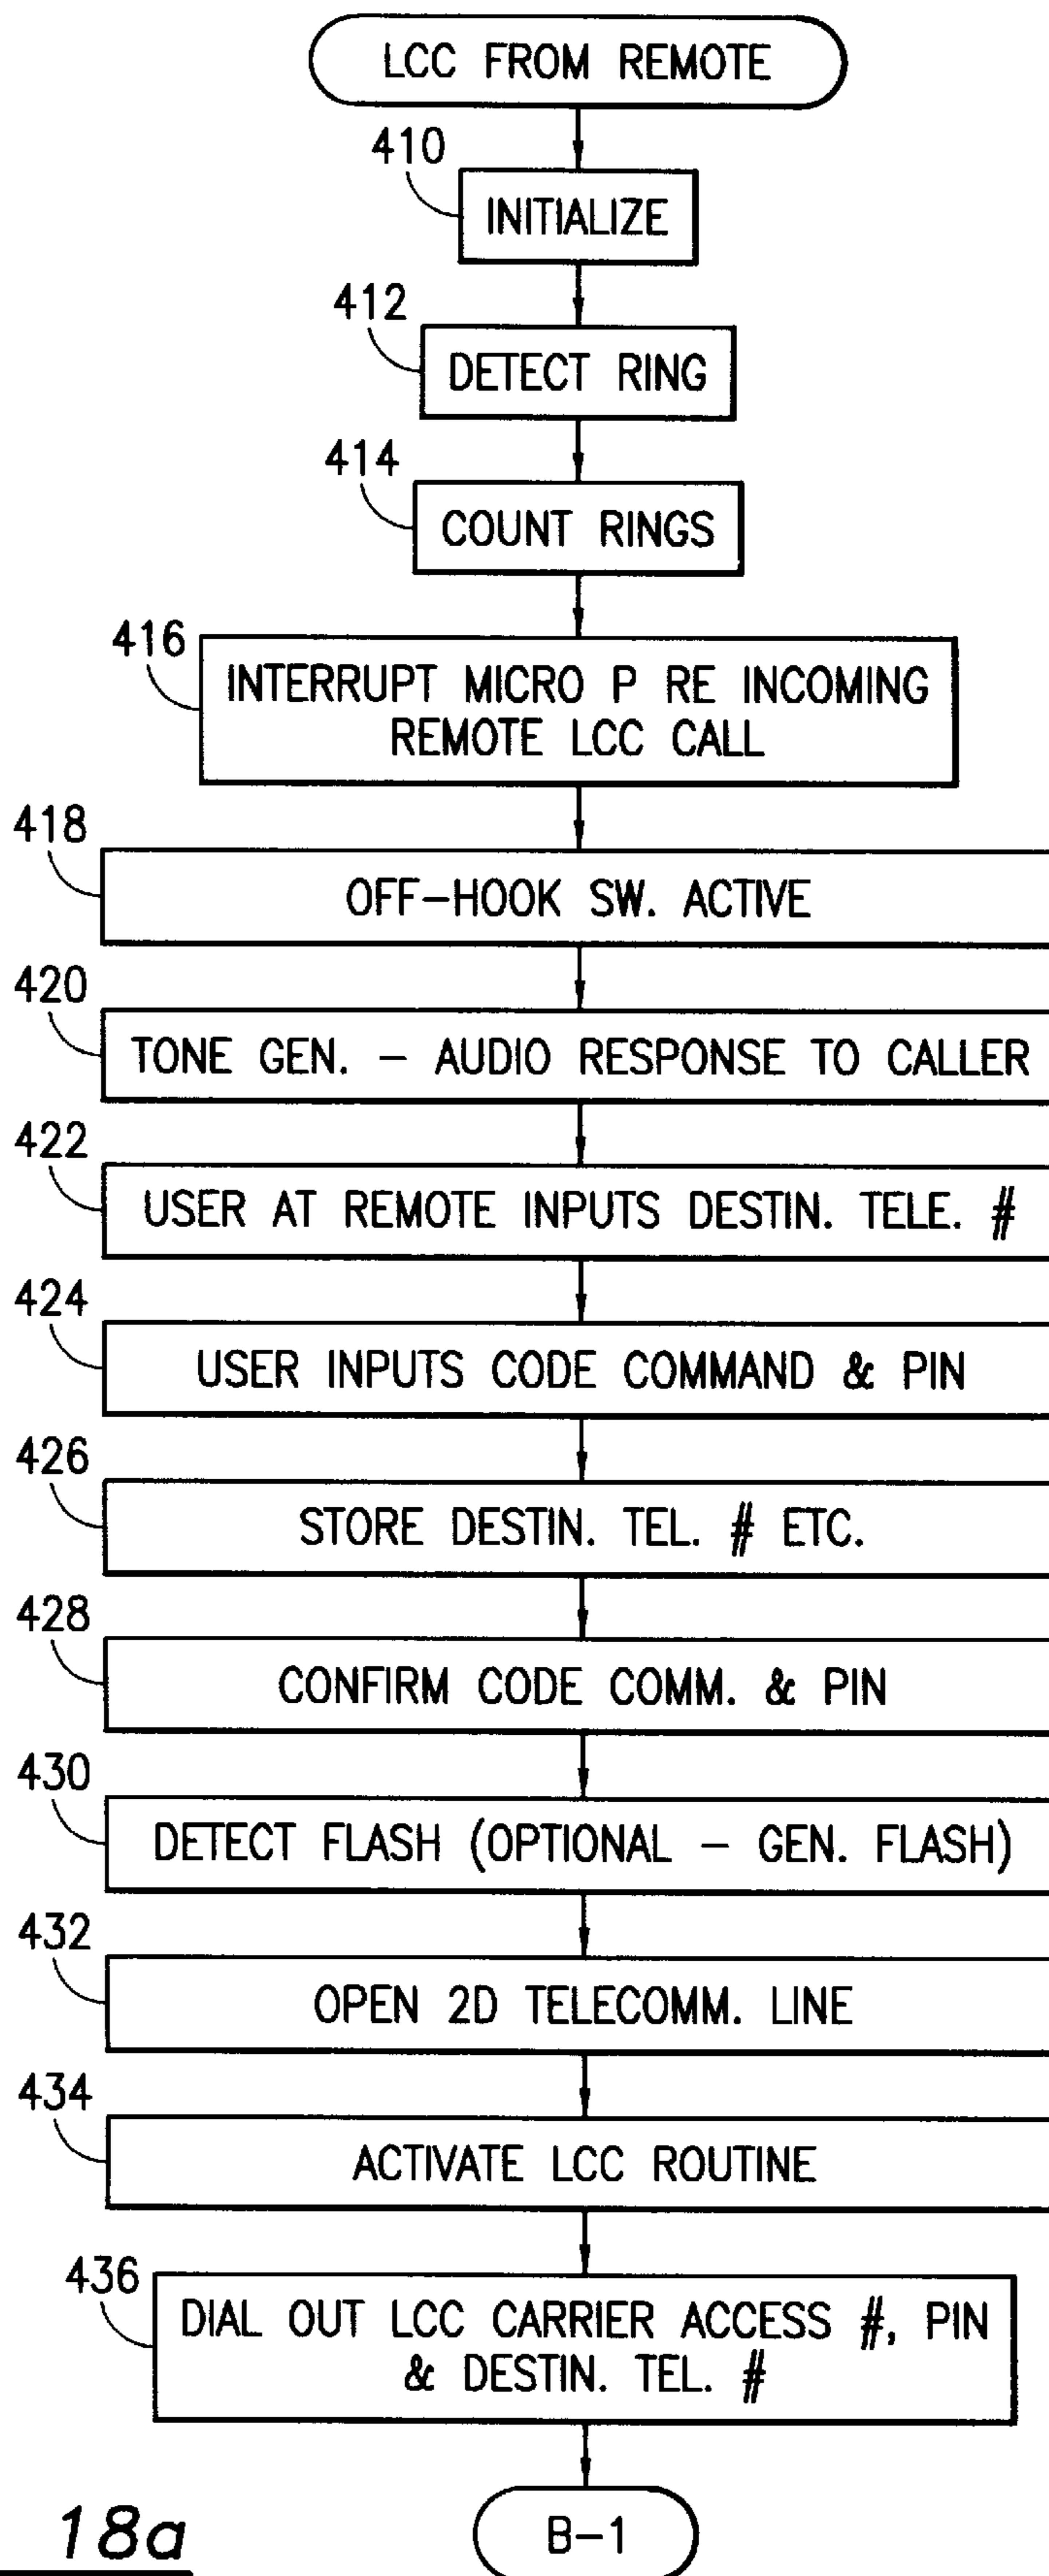 LCC FROM REMOTE
410
INITIALIZE
412
DETECT RING
414
COUNT RINGS
416
INTERRUPT MICRO P RE INCOMING
REMOTE LCC CALL
418
OFF-HOOK SW. ACTIVE
420
TONE GEN. - AUDIO RESPONSE TO CALLER
422
USER AT REMOTE INPUTS DESTIN. TELE. #
424
USER INPUTS CODE COMMAND & PIN
426
STORE DESTIN. TEL. # ETC.
428
CONFIRM CODE COMM. & PIN
430
DETECT FLASH (OPTIONAL - GEN. FLASH)
432
OPEN 2D TELECOMM. LINE
434
ACTIVATE LCC ROUTINE
436
DIAL OUT LCC CARRIER ACCESS #, PIN
& DESTIN. TEL. #
18a
B-1